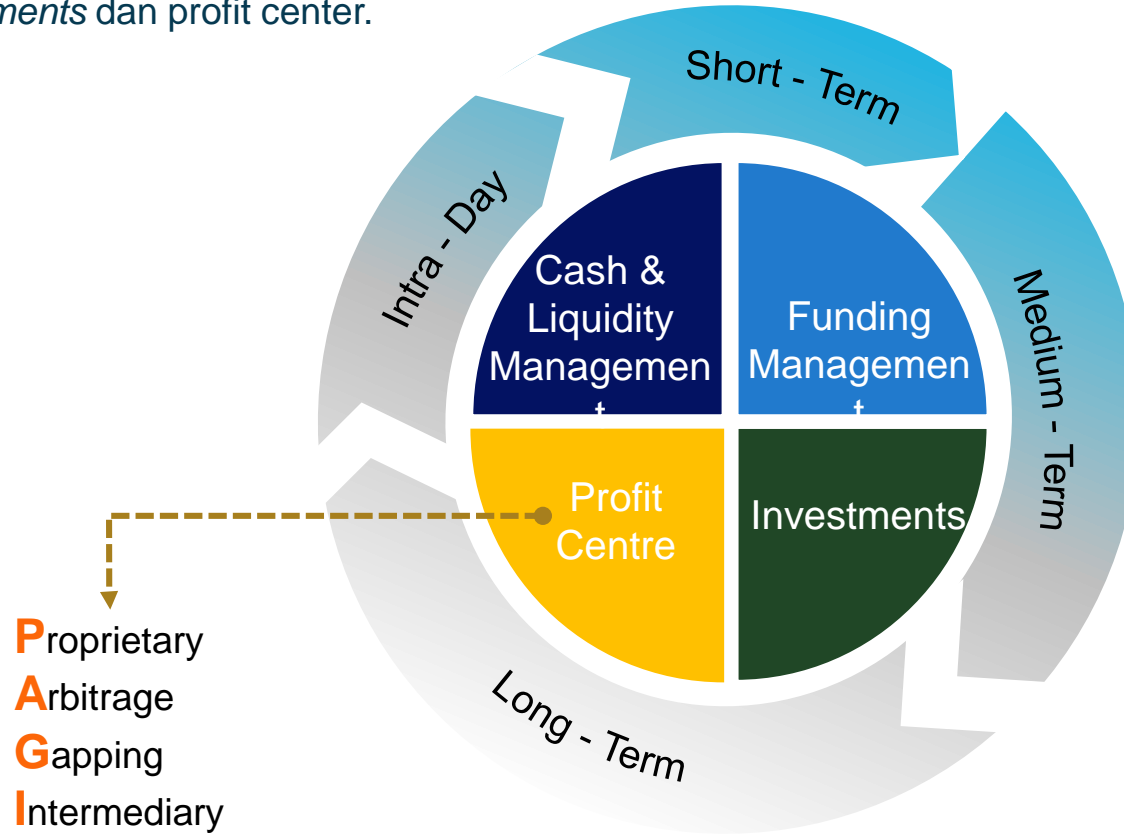 ments dan profit center.
Short - Term
Intra - Day
Medium - Term
Long - Term
Cash &
Liquidity
Managemen
t
Funding
Managemen
t
Profit
Centre
Investments
Proprietary
Arbitrage
Gapping
Intermediary